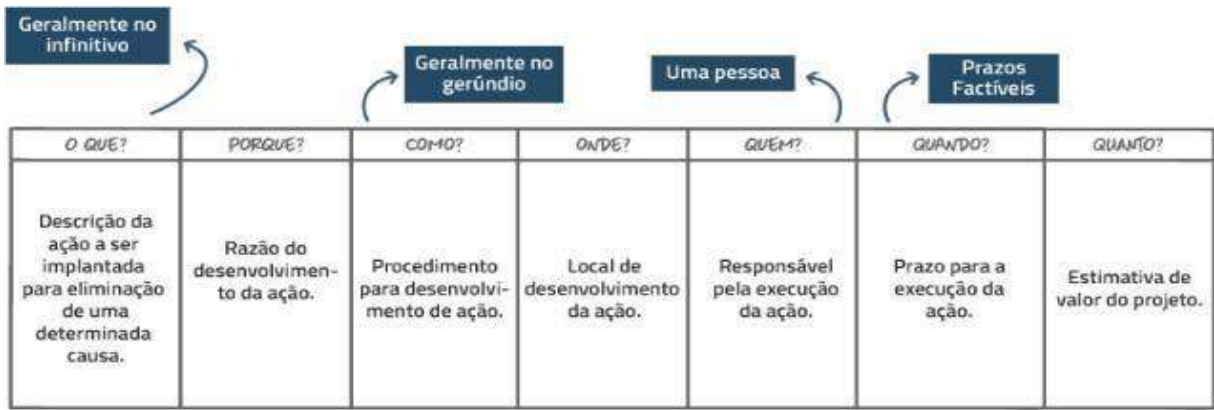 Geralmente no
infinitivo
Geralmente no
gerúndio
Uma pessoa
Prazos
Factíveis
O QUE?
PORQUE?
COMO?
ONDE?
QUEM?
QUANDO?
QUANTO?
Descrição da
ação a ser
implantada
para eliminação
de uma
determinada
causa.
Razão do
desenvolvimen-
to da ação.
Procedimento
para desenvolvi-
mento de ação.
Local de
desenvolvimento
da ação.
Responsável
pela execução
da ação.
Prazo para a
execução da
ação.
Estimativa de
valor do projeto.